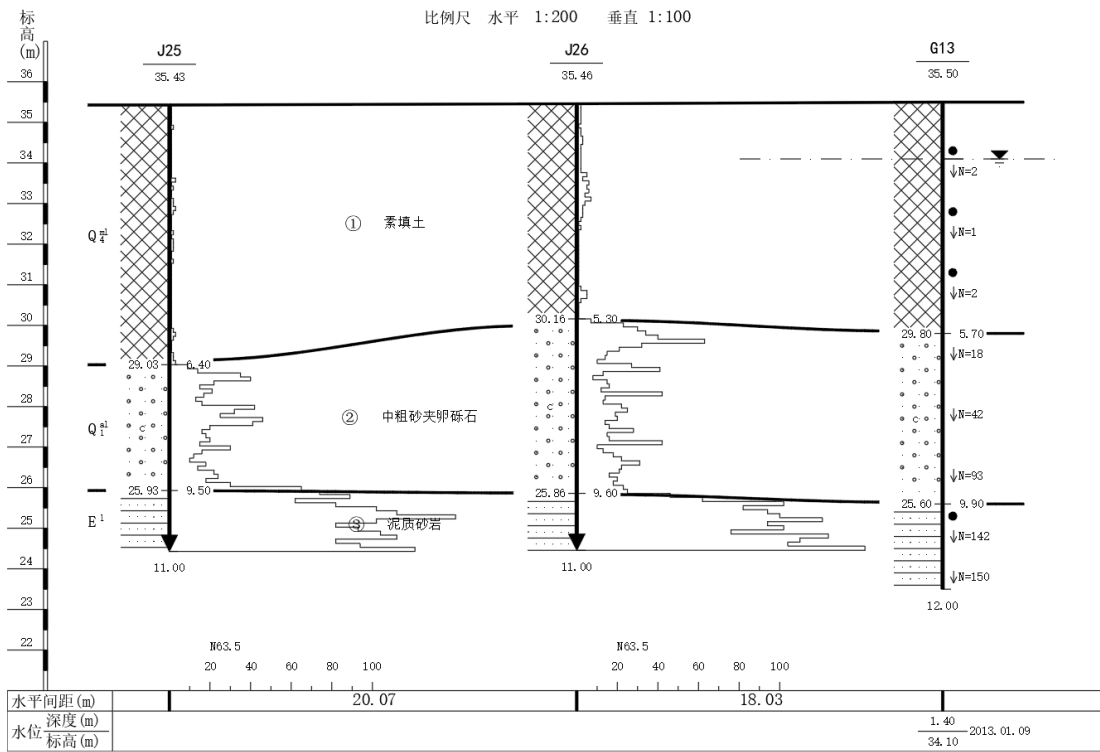 标高(m)
比例尺 水平 1:200 垂直 1:100
J25
35.43
J26
35.46
G13
35.50
36
35
34
33
32
31
30
29
28
27
26
25
24
23
22
Q ml 4
Q al 1
E 1
① 素填土
② 中粗砂夹卵砾石
③ 泥质砂岩
29.03 6.40
25.93 9.50
11.00
30.16 5.30
25.86 9.60
11.00
29.80 5.70
25.60 9.90
12.00
N=2
N=1
N=2
N=18
N=42
N=93
N=142
N=150
C
C
C
N63.5
20 40 60 80 100
N63.5
20 40 60 80 100
水平间距(m) 20.07 18.03
水位 深度(m) 1.40 2013.01.09
标高(m) 34.10